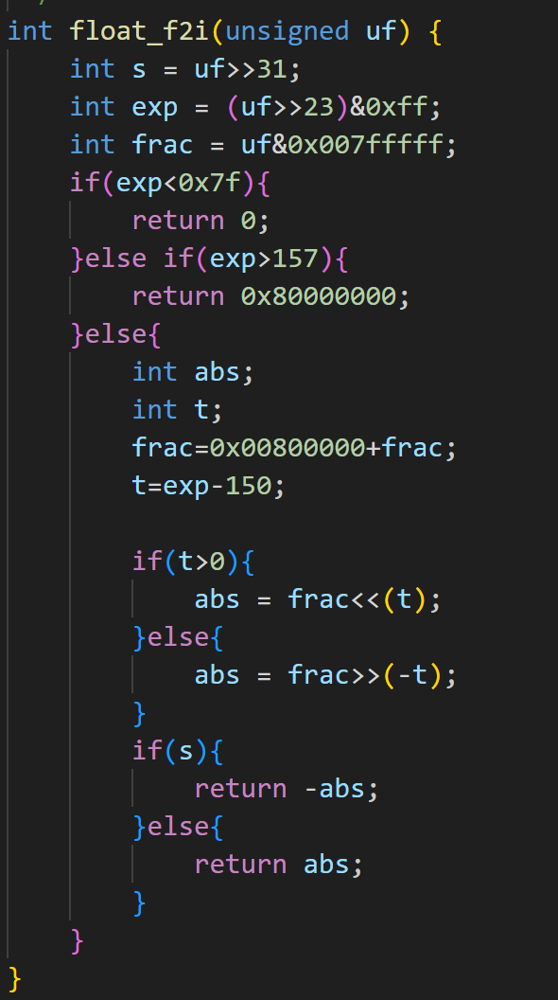 int float_f2i(unsigned uf) {
    int s = uf>>31;
    int exp = (uf>>23)&0xff;
    int frac = uf&0x007fffff;
    if(exp<0x7f){
        return 0;
    }else if(exp>157){
        return 0x80000000;
    }else{
        int abs;
        int t;
        frac=0x00800000+frac;
        t=exp-150;

        if(t>0){
            abs = frac<<(t);
        }else{
            abs = frac>>(-t);
        }
        if(s){
            return -abs;
        }else{
            return abs;
        }
    }
}